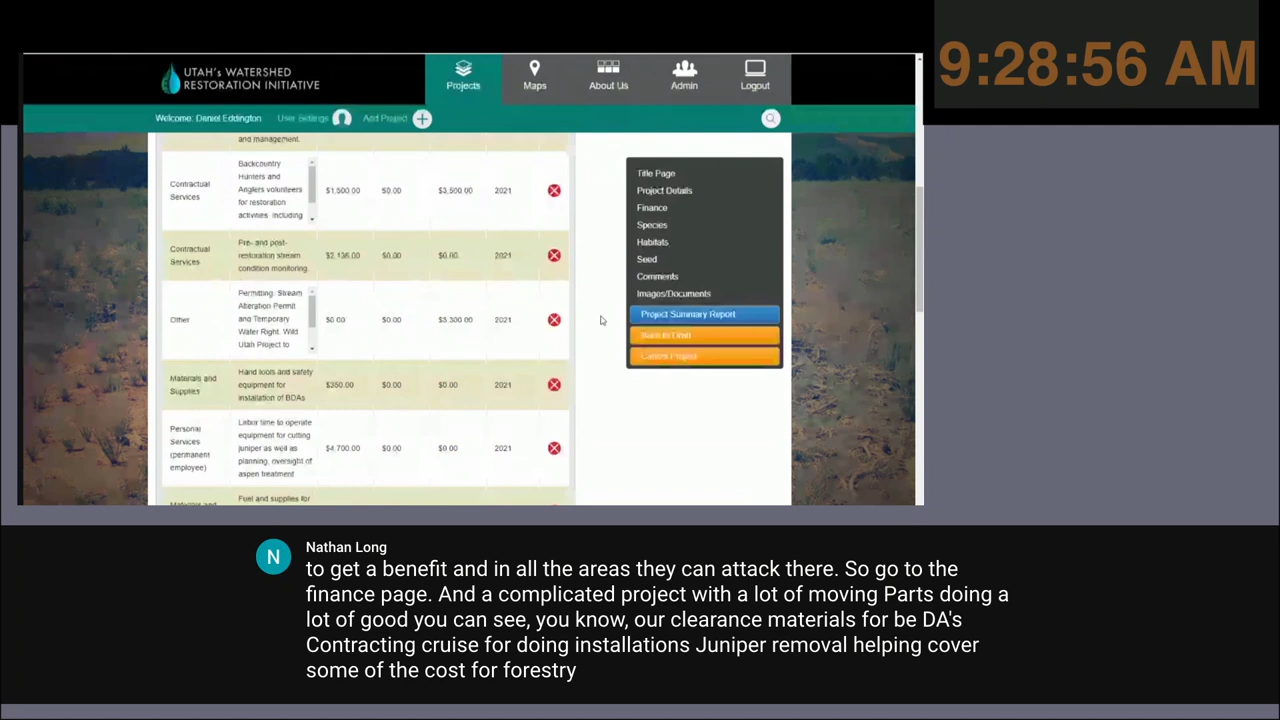 9:28:56 AM
UTAH's WATERSHED
RESTORATION INITIATIVE
Projects
Maps
About Us
Admin
Logout
Welcome: Daniel Eddington
User Settings
Add Project
and management.
Contractual
Services
Backcountry
Hunters and
Anglers volunteers
for restoration
activities including
$1,500.00 $0.00 $3,500.00 2021
Contractual
Services
Pre- and post-
restoration stream
condition monitoring.
$2,136.00 $0.00 $0.00 2021
Other
Permitting. Stream
Alteration Permit
and Temporary
Water Right. Wild
Utah Project to
$0.00 $0.00 $3,300.00 2021
Materials and
Supplies
Hand tools and safety
equipment for
installation of BDAs
$350.00 $0.00 $0.00 2021
Personal
Services
(permanent
employee)
Labor time to operate
equipment for cutting
juniper as well as
planning, oversight of
aspen treatment
$4,700.00 $0.00 $0.00 2021
Materials and
Fuel and supplies for
Title Page
Project Details
Finance
Species
Habitats
Seed
Comments
Images/Documents
Project Summary Report
Back to Draft
Cancel Project
N
Nathan Long
to get a benefit and in all the areas they can attack there. So go to the
finance page. And a complicated project with a lot of moving Parts doing a
lot of good you can see, you know, our clearance materials for be DA's
Contracting cruise for doing installations Juniper removal helping cover
some of the cost for forestry